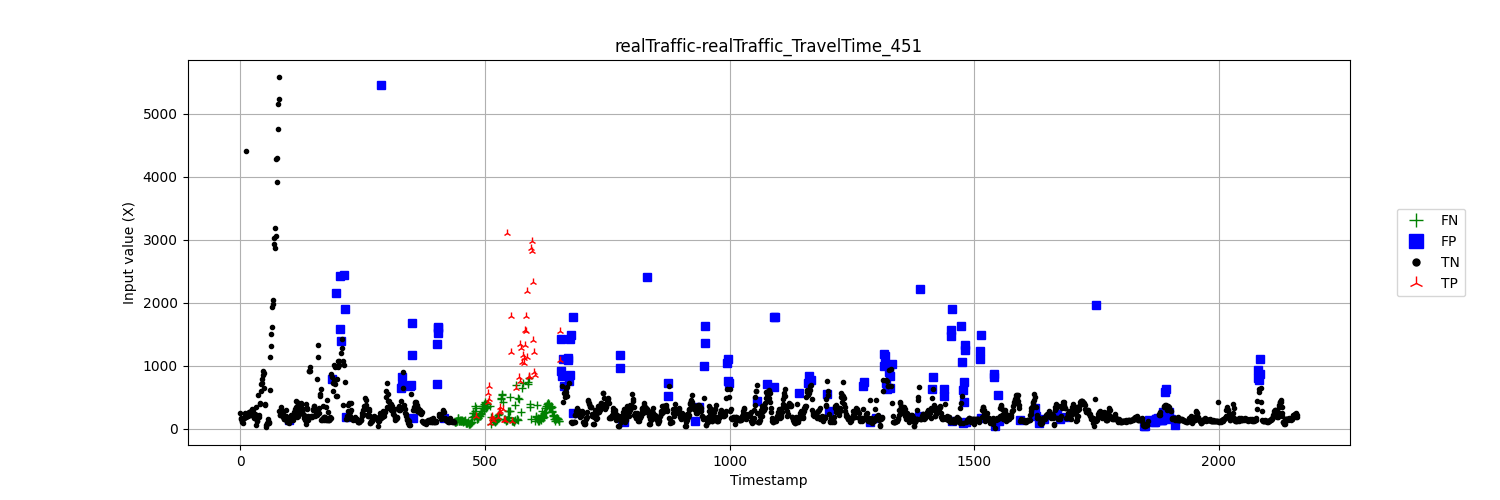 realTraffic-realTraffic_TravelTime_451
Input value (X)
5000
4000
3000
2000
1000
0
0
500
1000
1500
2000
Timestamp
FN
FP
TN
TP